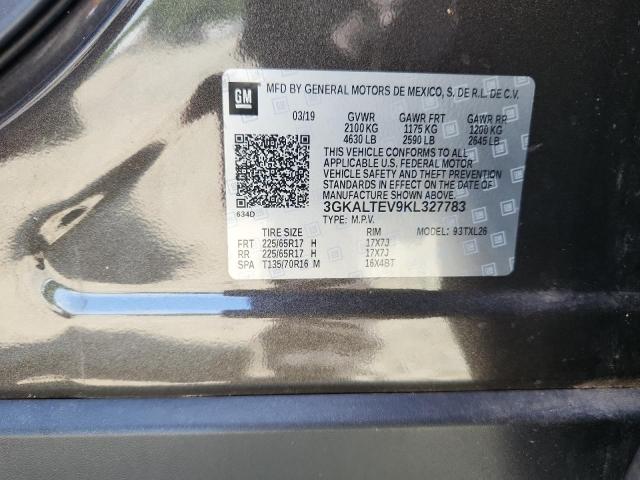 GM MFD BY GENERAL MOTORS DE MEXICO, S. DE R.L. DE C.V.
03/19 GVWR GAWR FRT GAWR RR
2100 KG 1175 KG 1200 KG
4630 LB 2590 LB 2645 LB
THIS VEHICLE CONFORMS TO ALL
APPLICABLE U.S. FEDERAL MOTOR
VEHICLE SAFETY AND THEFT PREVENTION
STANDARDS IN EFFECT ON THE DATE OF
MANUFACTURE SHOWN ABOVE.
3GKALTEV9KL327783
634D TYPE: M.P.V.
TIRE SIZE RIM MODEL: 93TXL26
FRT 225/65R17 H 17X7J
RR 225/65R17 H 17X7J
SPA T135/70R16 M 16X4BT